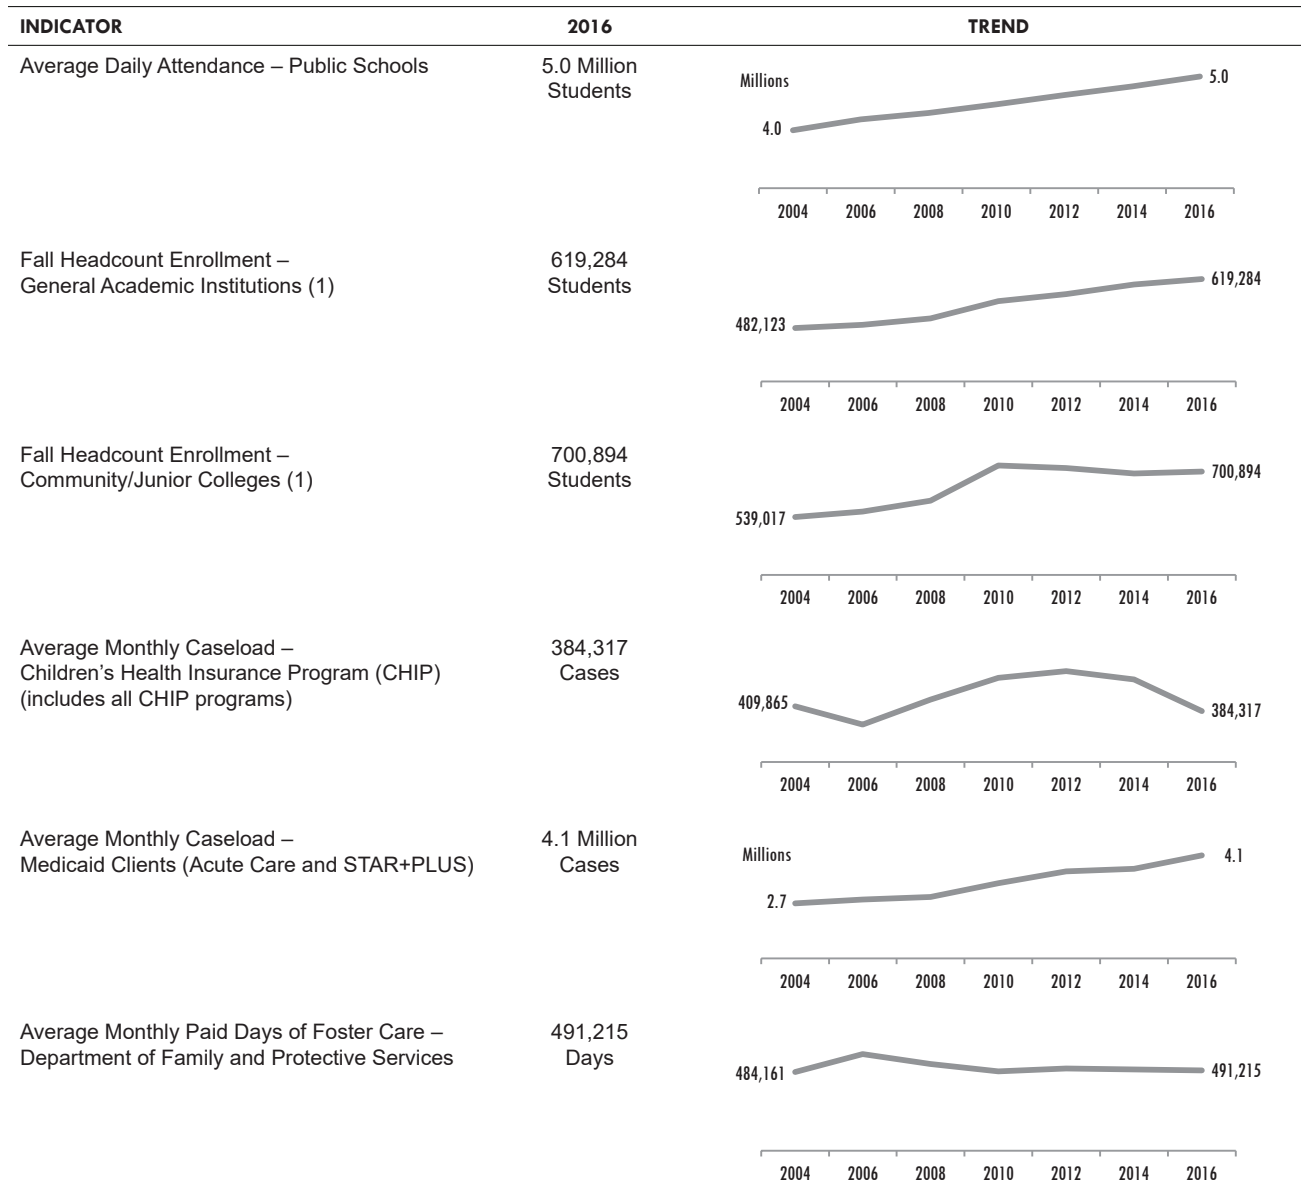 INDICATOR 2016 TREND
Average Daily Attendance – Public Schools
5.0 Million
Students
Millions
5.0
4.0
2004 2006 2008 2010 2012 2014 2016
Fall Headcount Enrollment –
General Academic Institutions (1)
619,284
Students
619,284
482,123
2004 2006 2008 2010 2012 2014 2016
Fall Headcount Enrollment –
Community/Junior Colleges (1)
700,894
Students
700,894
539,017
2004 2006 2008 2010 2012 2014 2016
Average Monthly Caseload –
Children’s Health Insurance Program (CHIP)
(includes all CHIP programs)
384,317
Cases
409,865
384,317
2004 2006 2008 2010 2012 2014 2016
Average Monthly Caseload –
Medicaid Clients (Acute Care and STAR+PLUS)
4.1 Million
Cases
Millions
4.1
2.7
2004 2006 2008 2010 2012 2014 2016
Average Monthly Paid Days of Foster Care –
Department of Family and Protective Services
491,215
Days
484,161
491,215
2004 2006 2008 2010 2012 2014 2016